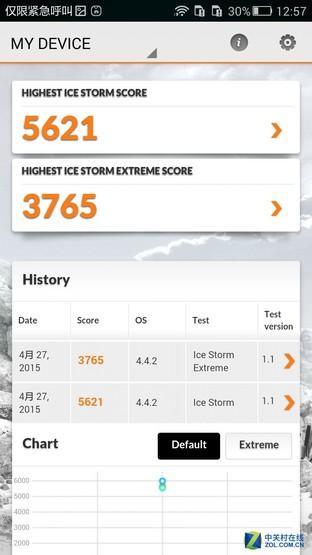 仅限紧急呼叫
30%
12:57
MY DEVICE
HIGHEST ICE STORM SCORE
5621
HIGHEST ICE STORM EXTREME SCORE
3765
History
Date Score OS Test Test version
4月 27, 2015 3765 4.4.2 Ice Storm Extreme 1.1
4月 27, 2015 5621 4.4.2 Ice Storm 1.1
Chart Default Extreme
6000
5000
4000
3000
2000
中关村在线
ZOL.COM.CN